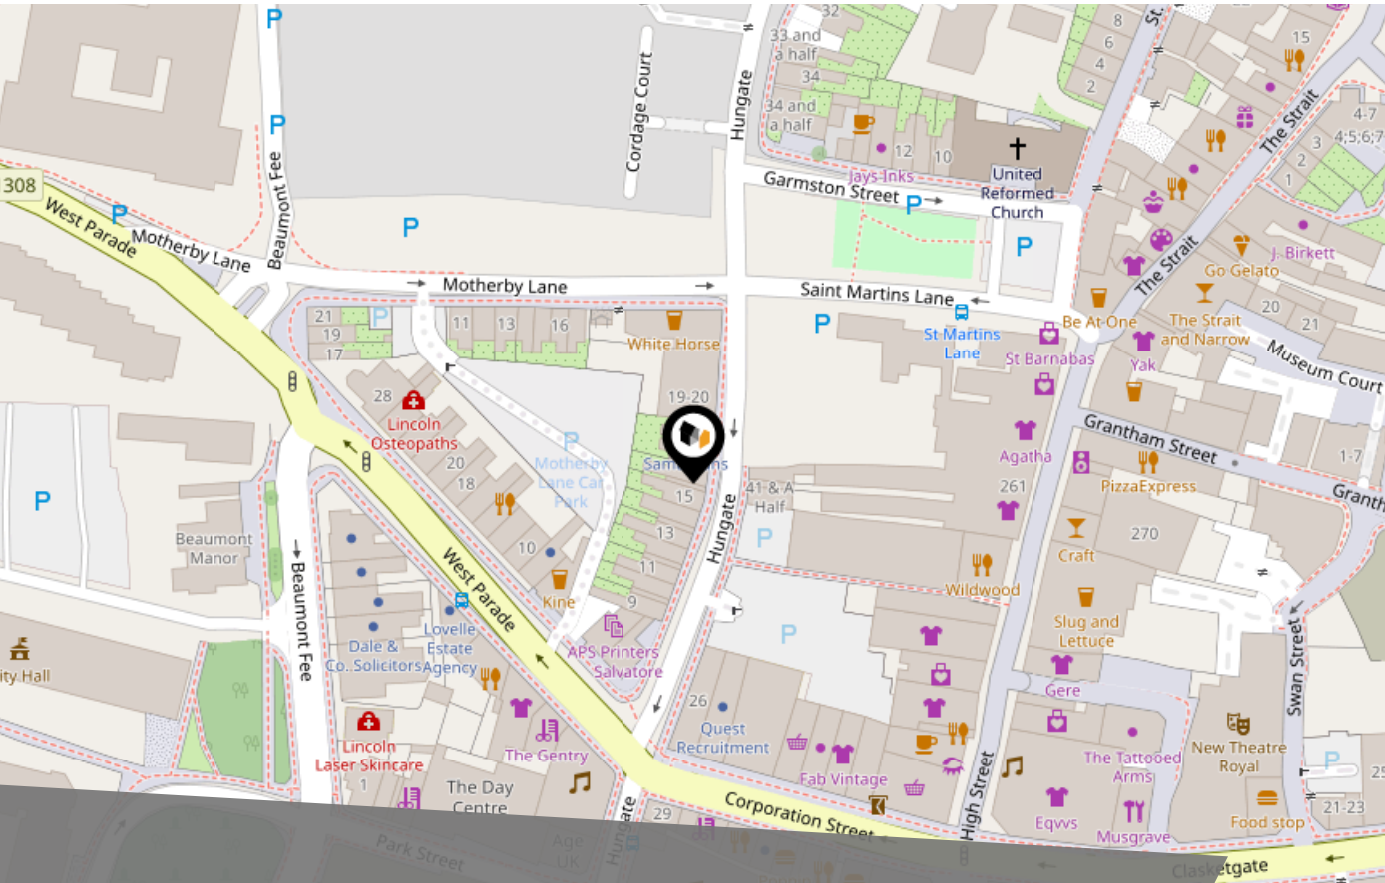 32
33 and
a half
34
34 and
a half
Hungate
Cordage Court
8
6
4
2
St.
15
The Strait
4-7
4;5;6;7
3
2
1
12
10
Jays Inks
Garmston Street
United
Reformed
Church
P
P
P
P
P
P
Beaumont Fee
308
West Parade
Motherby Lane
Motherby Lane
Saint Martins Lane
St Martins
Lane
P
The Strait
J. Birkett
Go Gelato
Be At One
The Strait
and Narrow
20
21
Museum Court
St Barnabas
Yak
21
19
17
P
11
13
16
White Horse
19-20
28
Lincoln
Osteopaths
20
18
P
Motherby
Lane Car
Park
15
13
11
9
Hungate
41 & A
Half
P
Agatha
261
Grantham Street
1-7
Granth
PizzaExpress
270
Craft
Wildwood
Slug and
Lettuce
P
Beaumont
Manor
Beaumont Fee
10
Kine
West Parade
Lovelle
Estate
Agency
Dale &
Co. Solicitors
APS Printers
Salvatore
P
ity Hall
26
Quest
Recruitment
Gere
Swan Street
Lincoln
Laser Skincare
1
The Gentry
The Day
Centre
Fab Vintage
High Street
The Tattooed
Arms
New Theatre
Royal
P
25
21-23
Food stop
Eqvvs
Musgrave
Corporation Street
Hungate
29
Age
UK
Park Street
Clasketgate